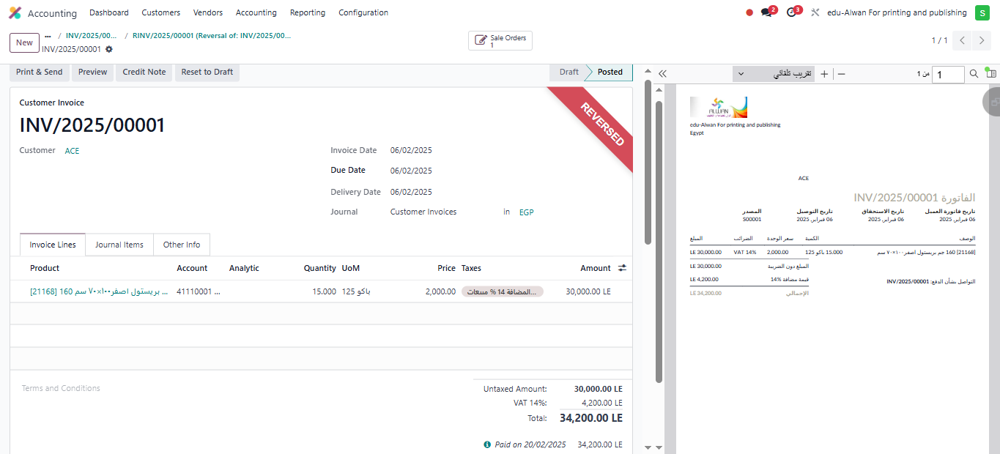 Accounting Dashboard Customers Vendors Accounting Reporting Configuration 2 3 edu-Alwan For printing and publishing S
New ... / INV/2025/00... / RINV/2025/00001 (Reversal of: INV/2025/00...
INV/2025/00001
Sale Orders
1
1 / 1
Print & Send Preview Credit Note Reset to Draft Draft Posted
Customer Invoice
REVERSED
INV/2025/00001
Customer ACE
Invoice Date 06/02/2025
Due Date 06/02/2025
Delivery Date 06/02/2025
Journal Customer Invoices in EGP
Invoice Lines Journal Items Other Info
Product Account Analytic Quantity UoM Price Taxes Amount
[21168] 160 بريستول اصفر١٠٠×٧٠ سم ... 41110001 ... 15.000 باكو 125 2,000.00 المضافة 14 % مبيعات... 30,000.00 LE
Terms and Conditions
Untaxed Amount: 30,000.00 LE
VAT 14%: 4,200.00 LE
Total: 34,200.00 LE
Paid on 20/02/2025 34,200.00 LE
تقريب تلقائي
1 من 1
ALWAN
edu-Alwan For printing and publishing
Egypt
ACE
الفاتورة INV/2025/00001
تاريخ فاتورة العميل تاريخ الاستحقاق تاريخ التوصيل المصدر
06 فبراير, 2025 06 فبراير, 2025 06 فبراير, 2025 S00001
الوصف الكمية سعر الوحدة الضرائب المبلغ
[21168] 160 جم بريستول اصفر١٠٠×٧٠ سم 15.000 باكو 125 2,000.00 VAT 14% LE 30,000.00
المبلغ دون الضريبة LE 30,000.00
قيمة مضافة 14% LE 4,200.00
الإجمالي LE 34,200.00
التواصل بشأن الدفع: INV/2025/00001